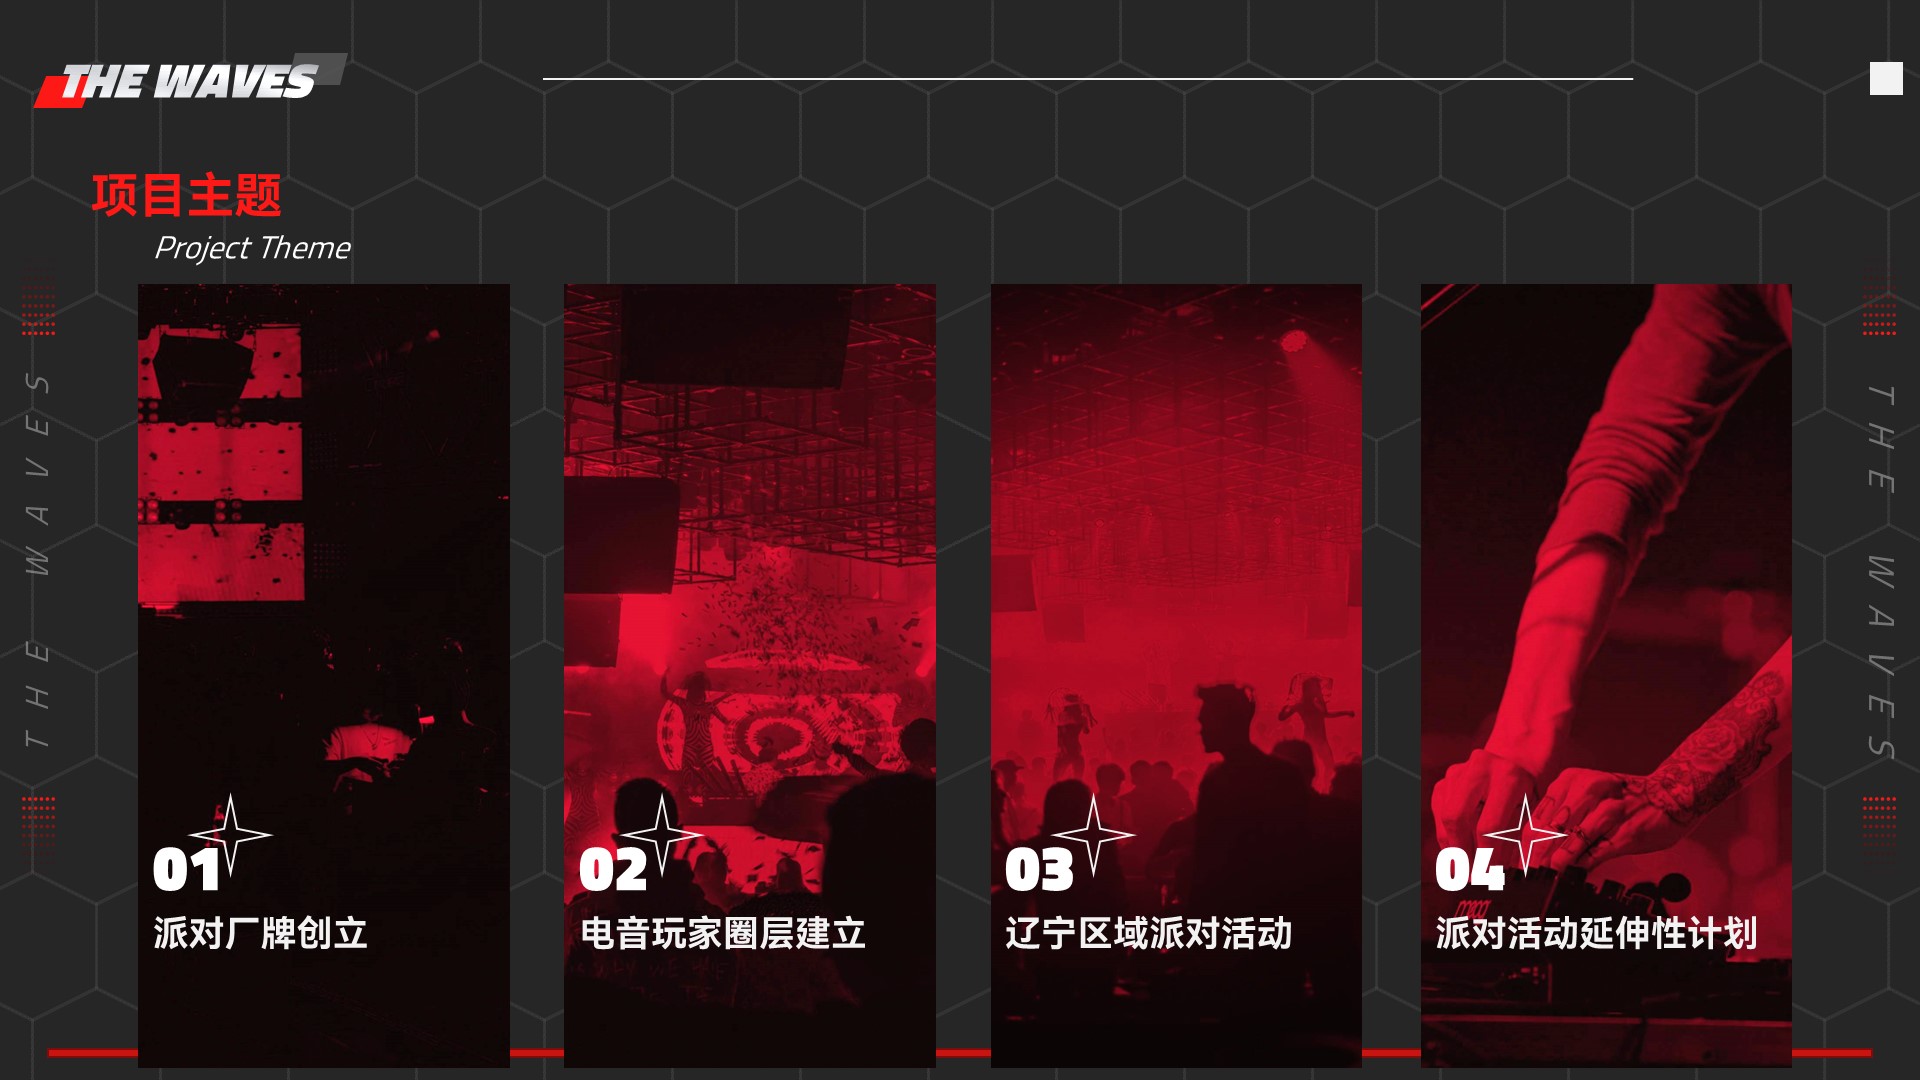 THE WAVES
项目主题
Project Theme
THE WAVES
THE WAVES
01
派对厂牌创立
02
电音玩家圈层建立
03
辽宁区域派对活动
04
派对活动延伸性计划